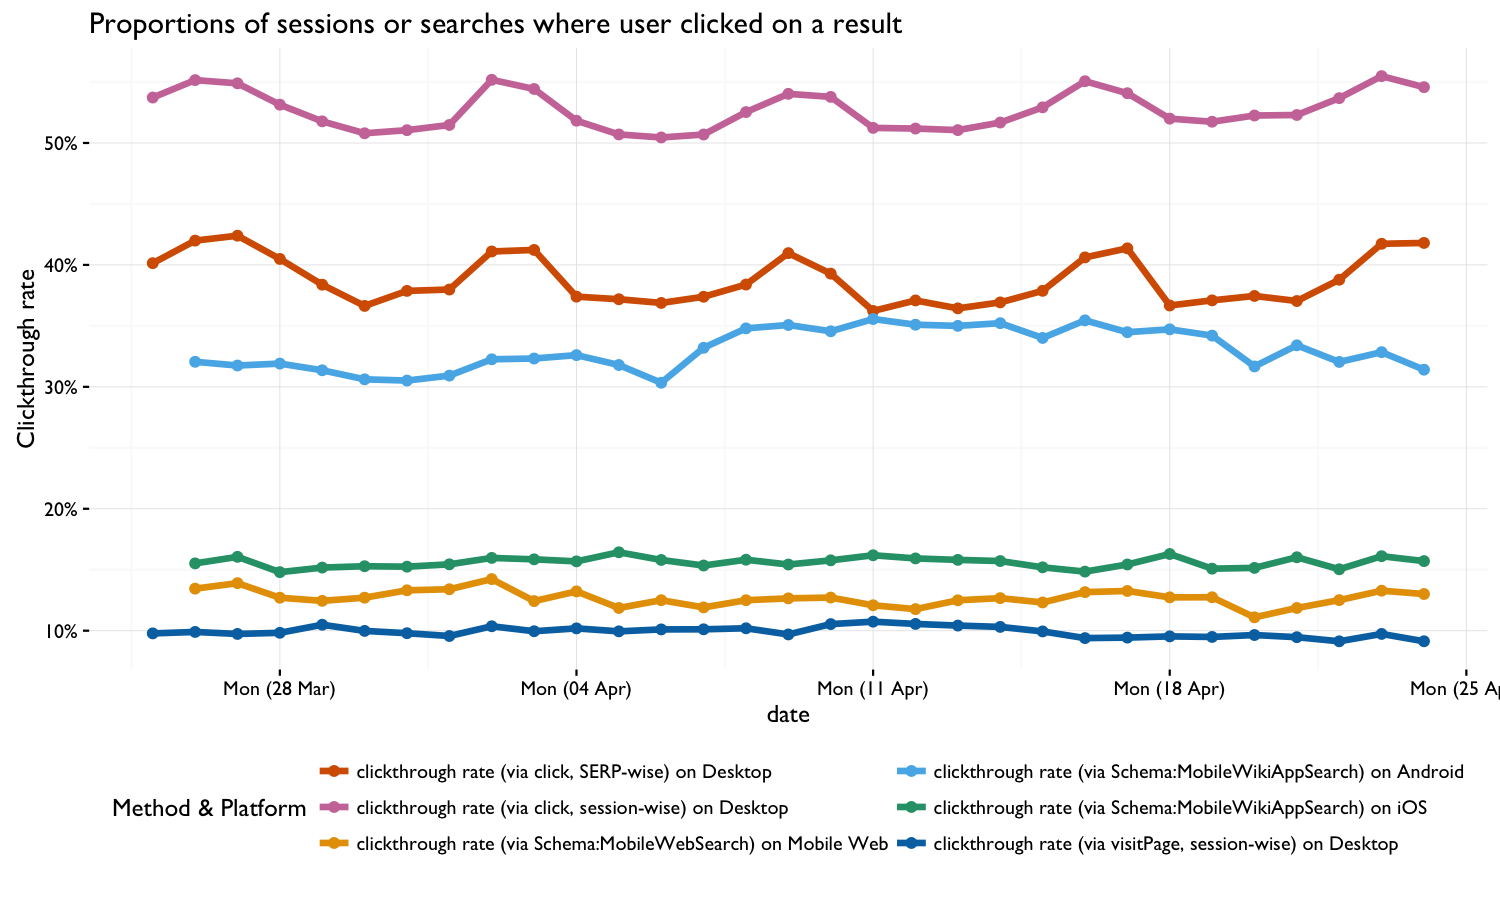 Proportions of sessions or searches where user clicked on a result
Clickthrough rate
50%
40%
30%
20%
10%
Mon (28 Mar) Mon (04 Apr) Mon (11 Apr) Mon (18 Apr) Mon (25 Ap
date
Method & Platform
clickthrough rate (via click, SERP-wise) on Desktop
clickthrough rate (via click, session-wise) on Desktop
clickthrough rate (via Schema:MobileWebSearch) on Mobile Web
clickthrough rate (via Schema:MobileWikiAppSearch) on Android
clickthrough rate (via Schema:MobileWikiAppSearch) on iOS
clickthrough rate (via visitPage, session-wise) on Desktop